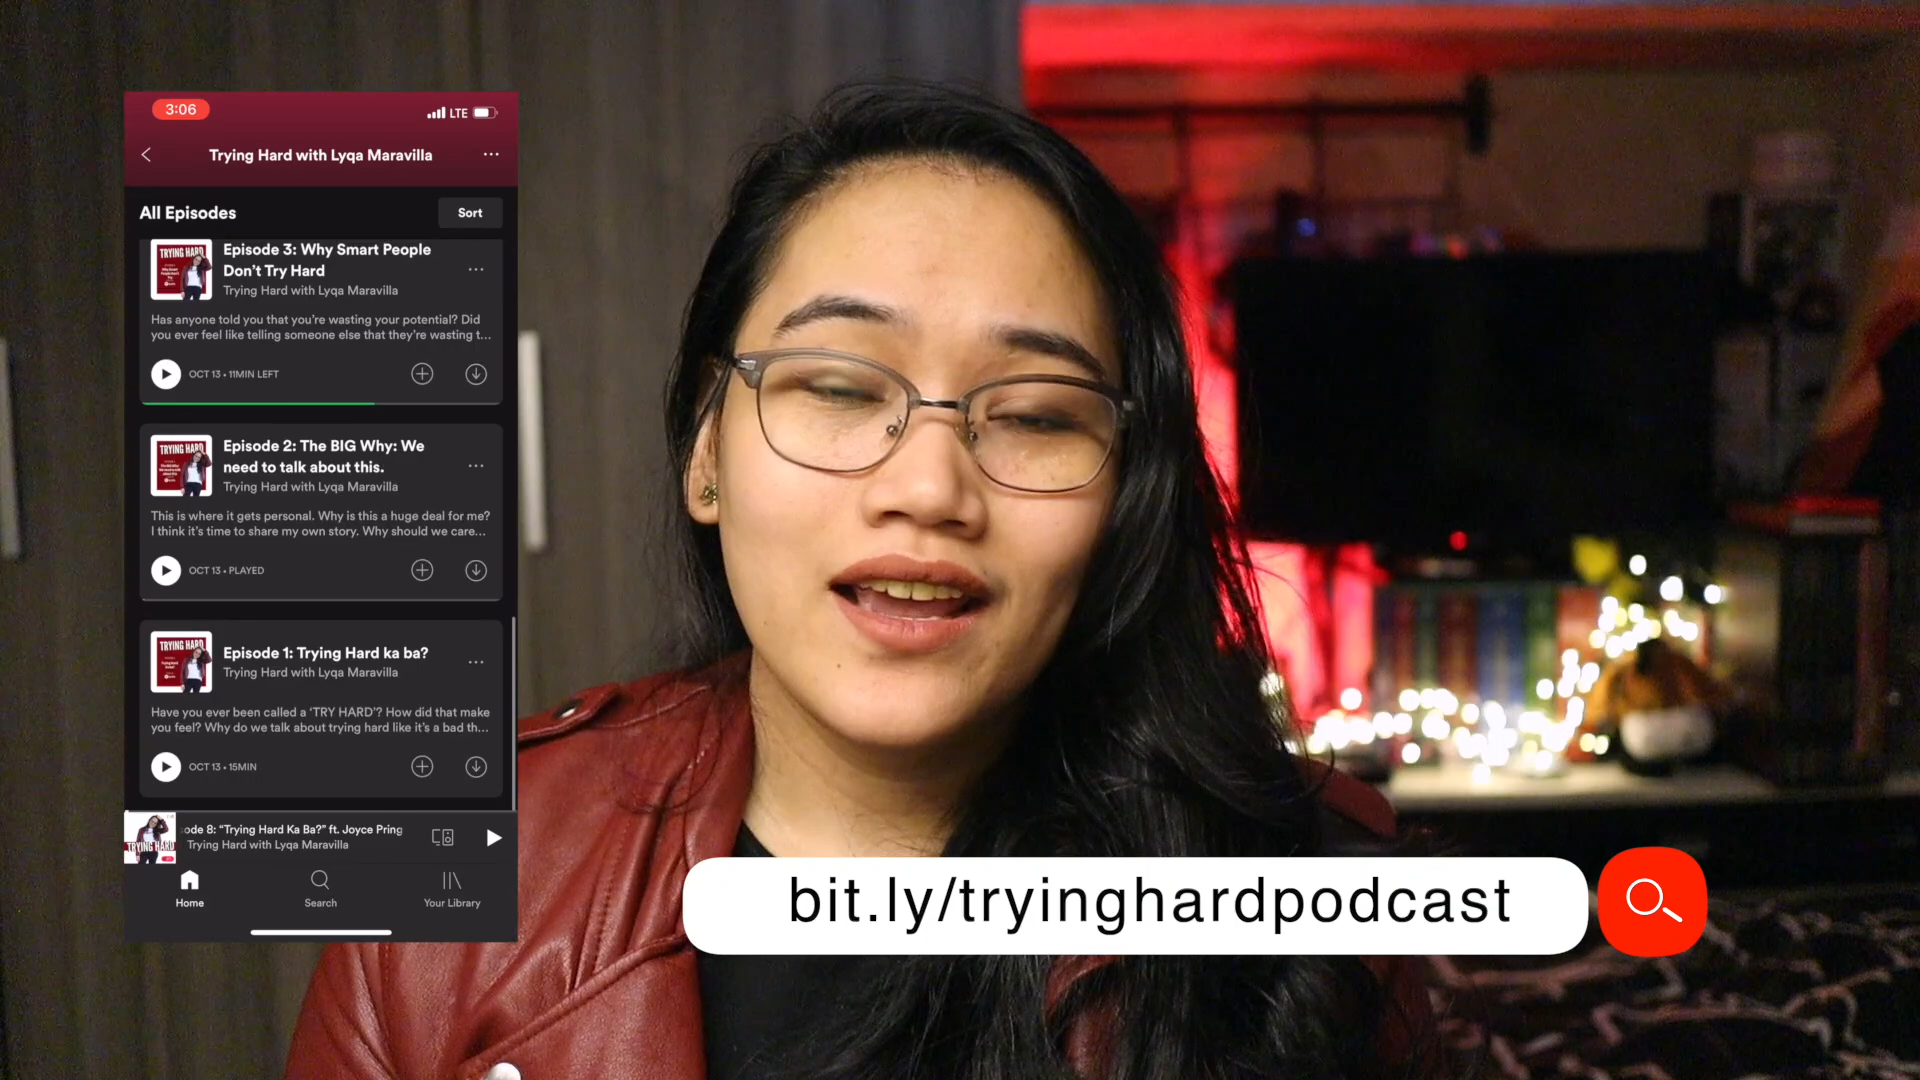 3:06
LTE
Trying Hard with Lyqa Maravilla
All Episodes
Sort
TRYING HARD
Episode 3: Why Smart People
Don't Try Hard
Trying Hard with Lyqa Maravilla
Has anyone told you that you're wasting your potential? Did
you ever feel like telling someone else that they're wasting t...
OCT 13 • 11MIN LEFT
TRYING HARD
Episode 2: The BIG Why: We
need to talk about this.
Trying Hard with Lyqa Maravilla
This is where it gets personal. Why is this a huge deal for me?
I think it's time to share my own story. Why should we care...
OCT 13 • PLAYED
TRYING HARD
Episode 1: Trying Hard ka ba?
Trying Hard with Lyqa Maravilla
Have you ever been called a 'TRY HARD'? How did that make
you feel? Why do we talk about trying hard like it's a bad th...
OCT 13 • 15MIN
TRYING HARD
ode 8: "Trying Hard Ka Ba?" ft. Joyce Pring
Trying Hard with Lyqa Maravilla
Home
Search
Your Library
bit.ly/tryinghardpodcast